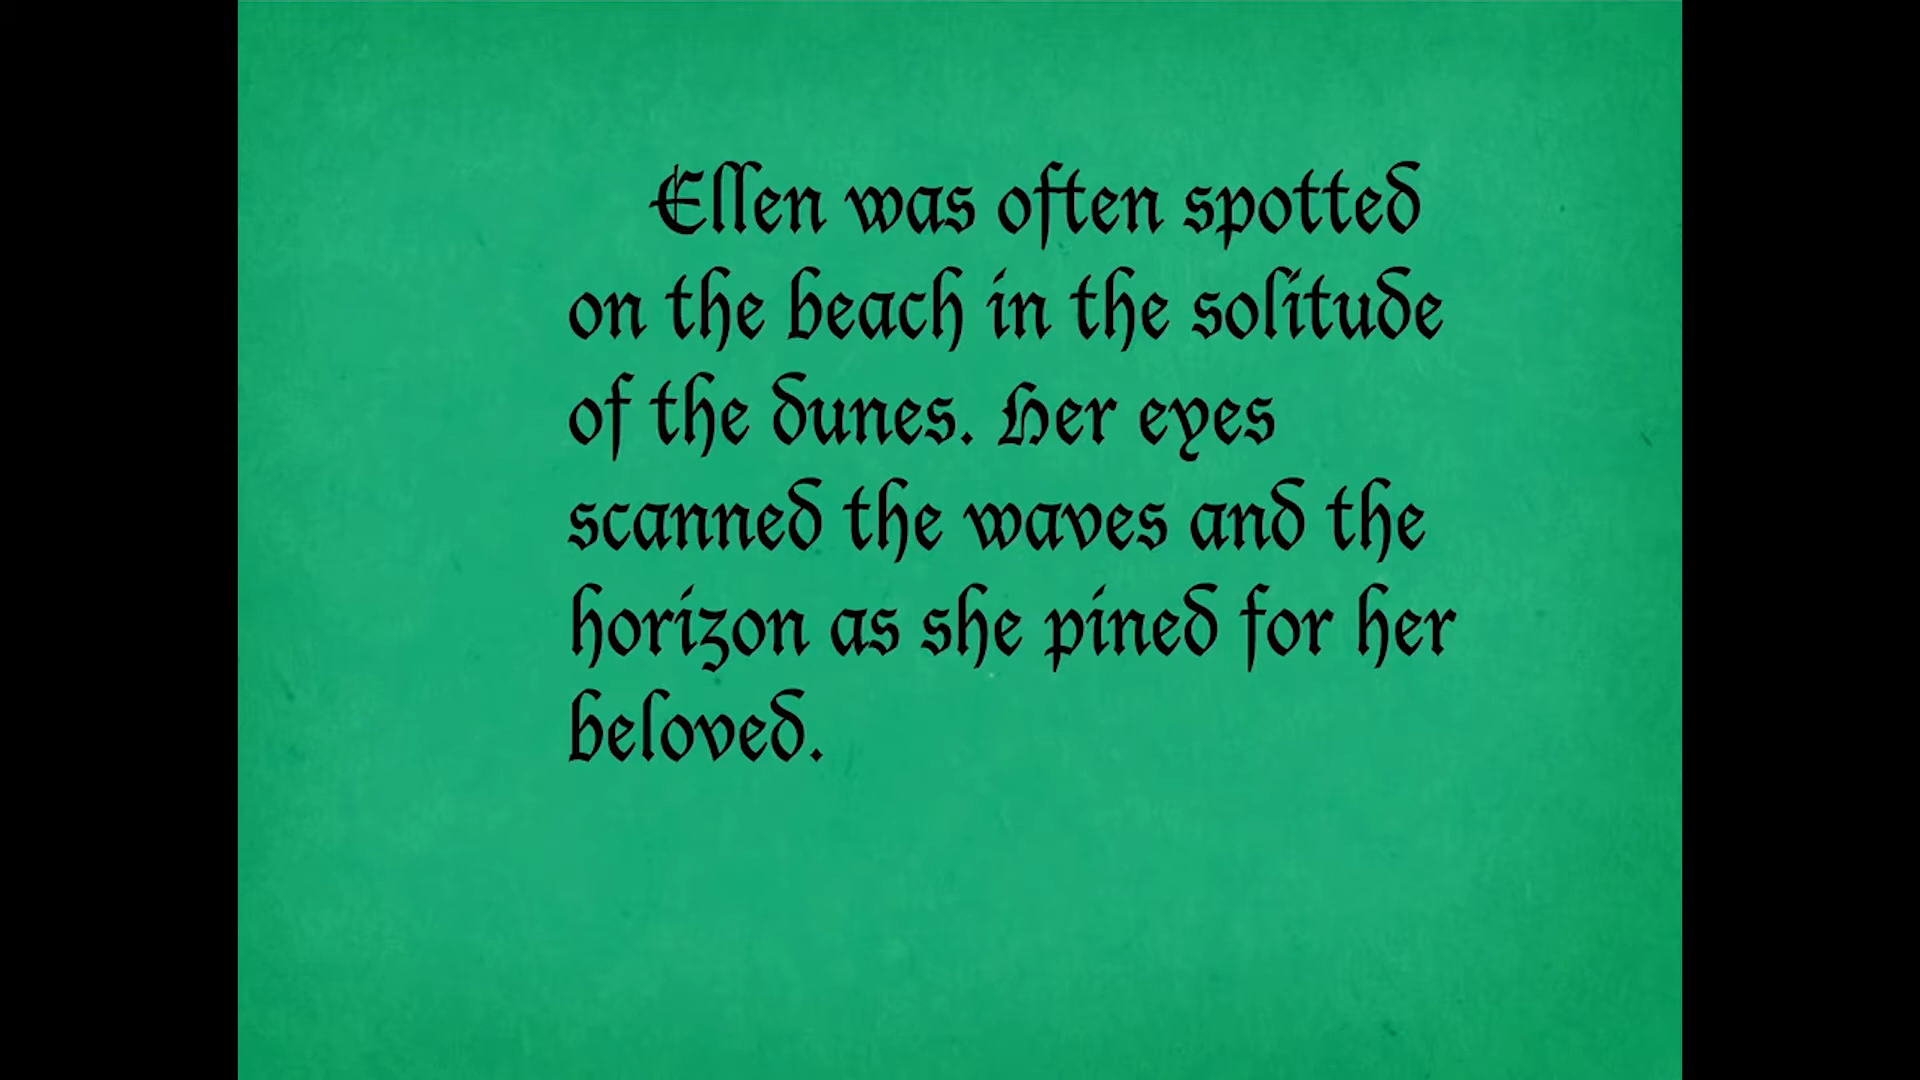 Ellen was often spotted
on the beach in the solitude
of the dunes. Her eyes
scanned the waves and the
horizon as she pined for her
beloved.